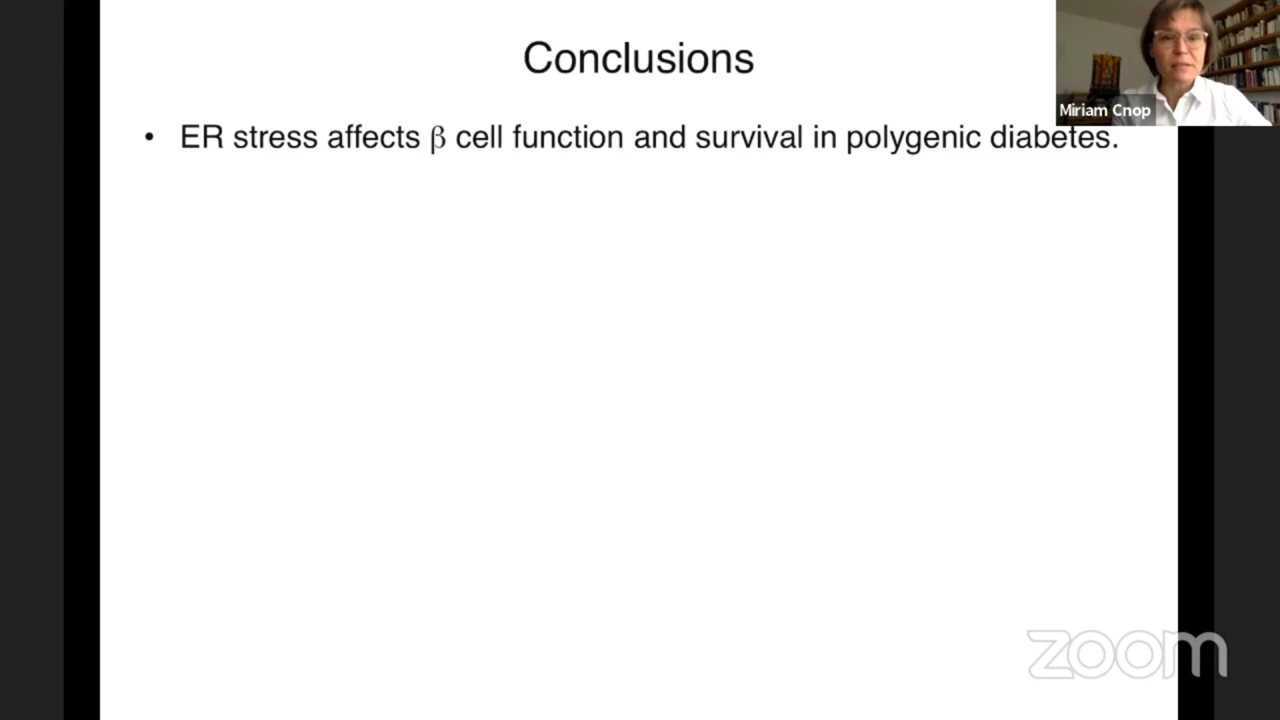 Conclusions
Miriam Cnop
• ER stress affects β cell function and survival in polygenic diabetes.
zoom